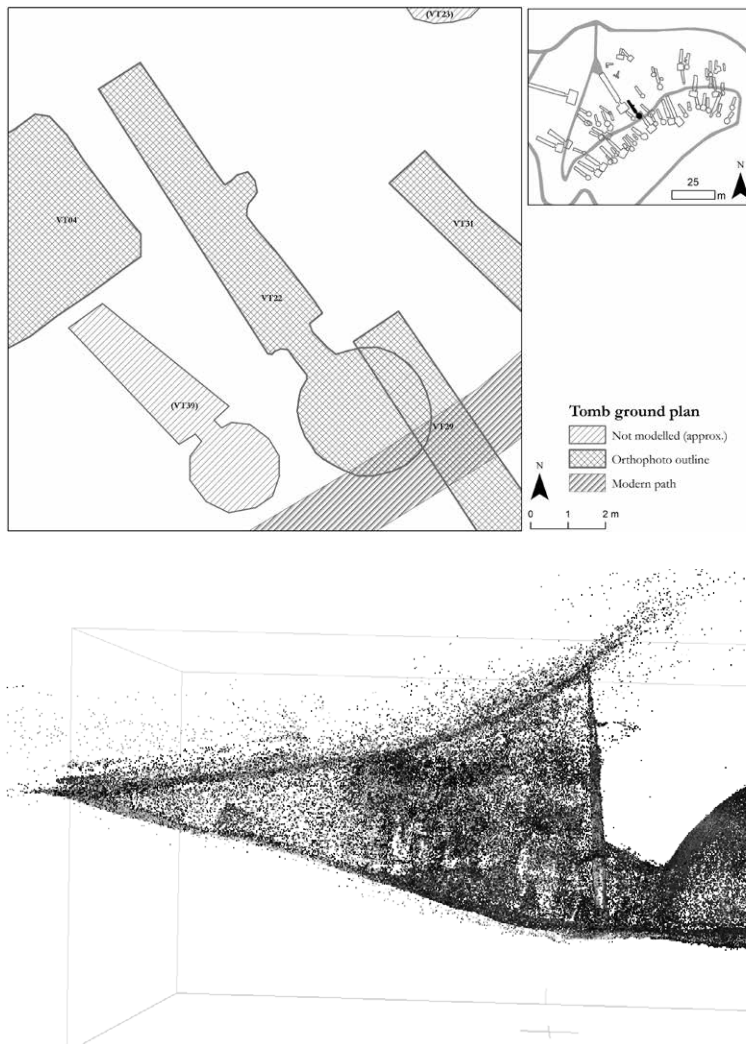 (VT23)
N
25
m
VT04
VT31
VT22
(VT39)
VT29
Tomb ground plan
Not modelled (approx.)
Orthophoto outline
Modern path
N
0 1 2 m